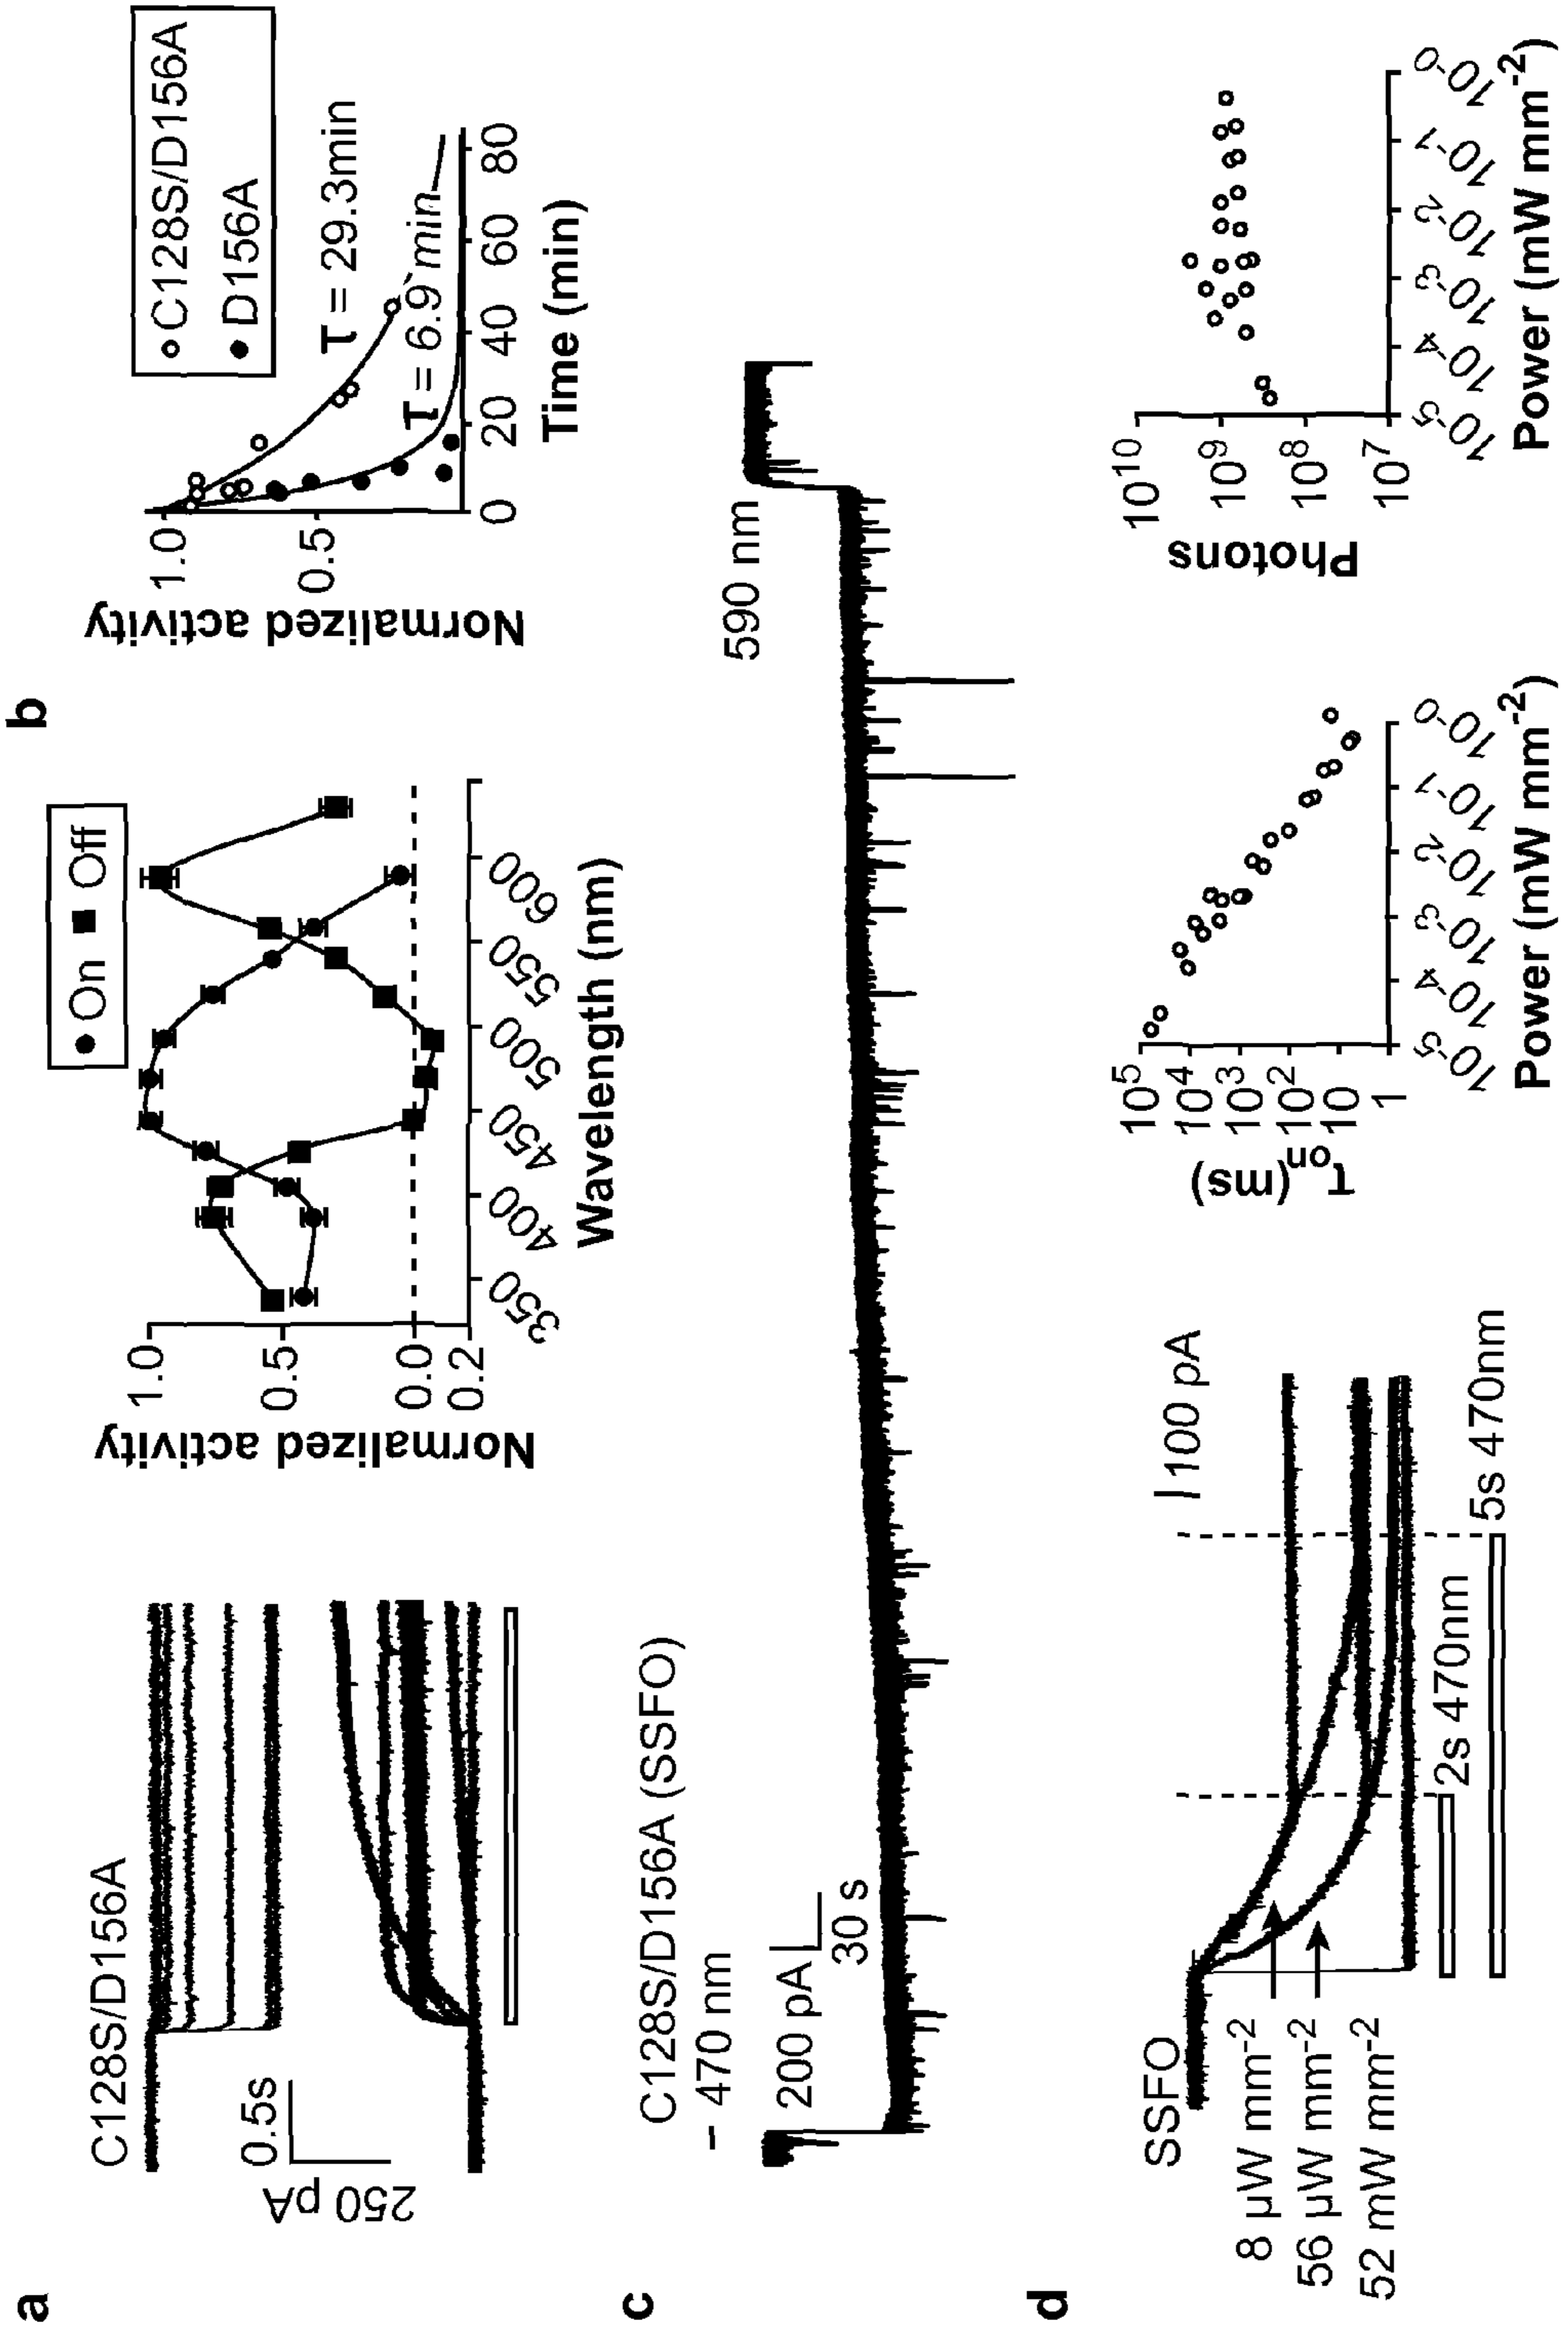 a
C128S/D156A
0.5s
250 pA
On Off
Normalized activity
1.0
0.5
0.0
0.2
350 400 450 500 550 600
Wavelength (nm)
b
C128S/D156A
D156A
τ = 29.3min
τ = 6.9 min
Normalized activity
1.0
0.5
0 20 40 60 80
Time (min)
c
C128S/D156A (SSFO)
470 nm
590 nm
200 pA
30 s
d
SSFO
8 µW mm-2
56 µW mm-2
52 mW mm-2
100 pA
2s 470nm
5s 470nm
τon(ms)
10^5
10^4
10^3
10^2
10
1
10^-5 10^-4 10^-3 10^-2 10^-1 10^-0
Power (mW mm-2)
Photons
10^10
10^9
10^8
10^7
10^-5 10^-4 10^-3 10^-2 10^-1 10^-0
Power (mW mm-2)